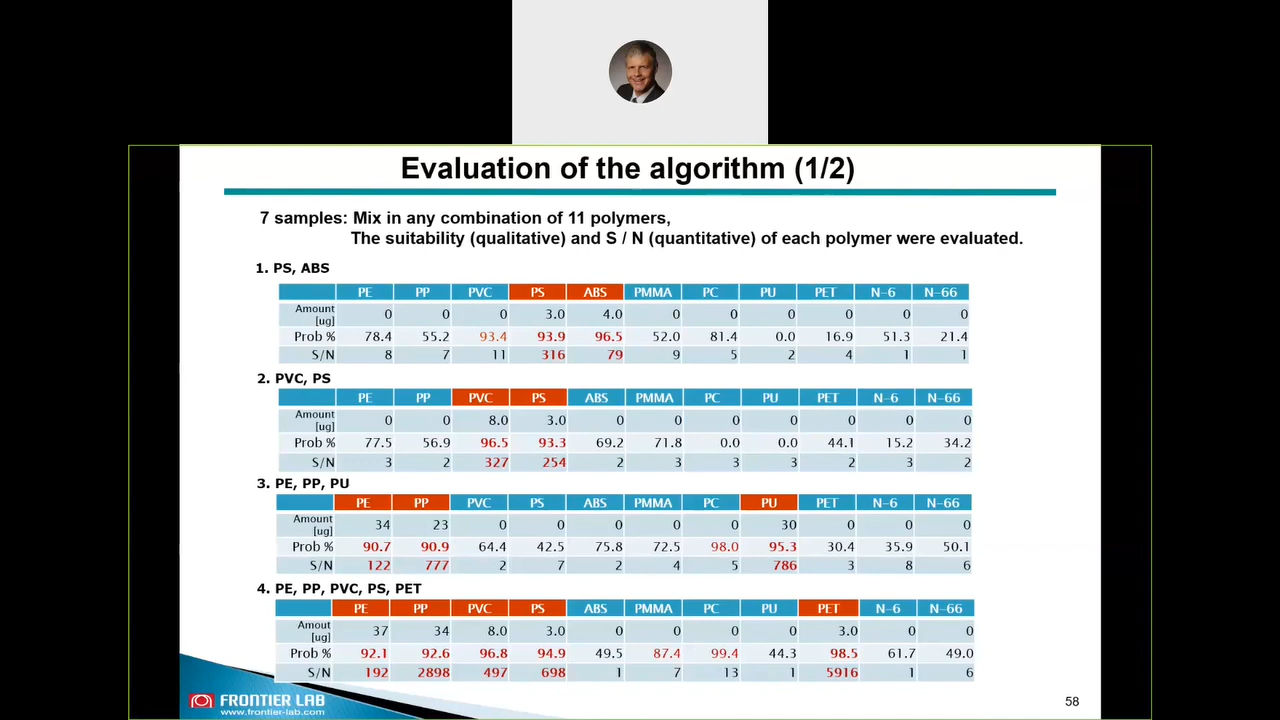 Evaluation of the algorithm (1/2)
7 samples: Mix in any combination of 11 polymers,
The suitability (qualitative) and S / N (quantitative) of each polymer were evaluated.
1. PS, ABS
PE PP PVC PS ABS PMMA PC PU PET N-6 N-66
Amount [ug] 0 0 0 3.0 4.0 0 0 0 0 0 0
Prob % 78.4 55.2 93.4 93.9 96.5 52.0 81.4 0.0 16.9 51.3 21.4
S/N 8 7 11 316 79 9 5 2 4 1 1
2. PVC, PS
PE PP PVC PS ABS PMMA PC PU PET N-6 N-66
Amount [ug] 0 0 8.0 3.0 0 0 0 0 0 0 0
Prob % 77.5 56.9 96.5 93.3 69.2 71.8 0.0 0.0 44.1 15.2 34.2
S/N 3 2 327 254 2 3 3 3 2 3 2
3. PE, PP, PU
PE PP PVC PS ABS PMMA PC PU PET N-6 N-66
Amount [ug] 34 23 0 0 0 0 0 30 0 0 0
Prob % 90.7 90.9 64.4 42.5 75.8 72.5 98.0 95.3 30.4 35.9 50.1
S/N 122 777 2 7 2 4 5 786 3 8 6
4. PE, PP, PVC, PS, PET
PE PP PVC PS ABS PMMA PC PU PET N-6 N-66
Amout [ug] 37 34 8.0 3.0 0 0 0 0 3.0 0 0
Prob % 92.1 92.6 96.8 94.9 49.5 87.4 99.4 44.3 98.5 61.7 49.0
S/N 192 2898 497 698 1 7 13 1 5916 1 6
FRONTIER LAB
www.frontier-lab.com
58